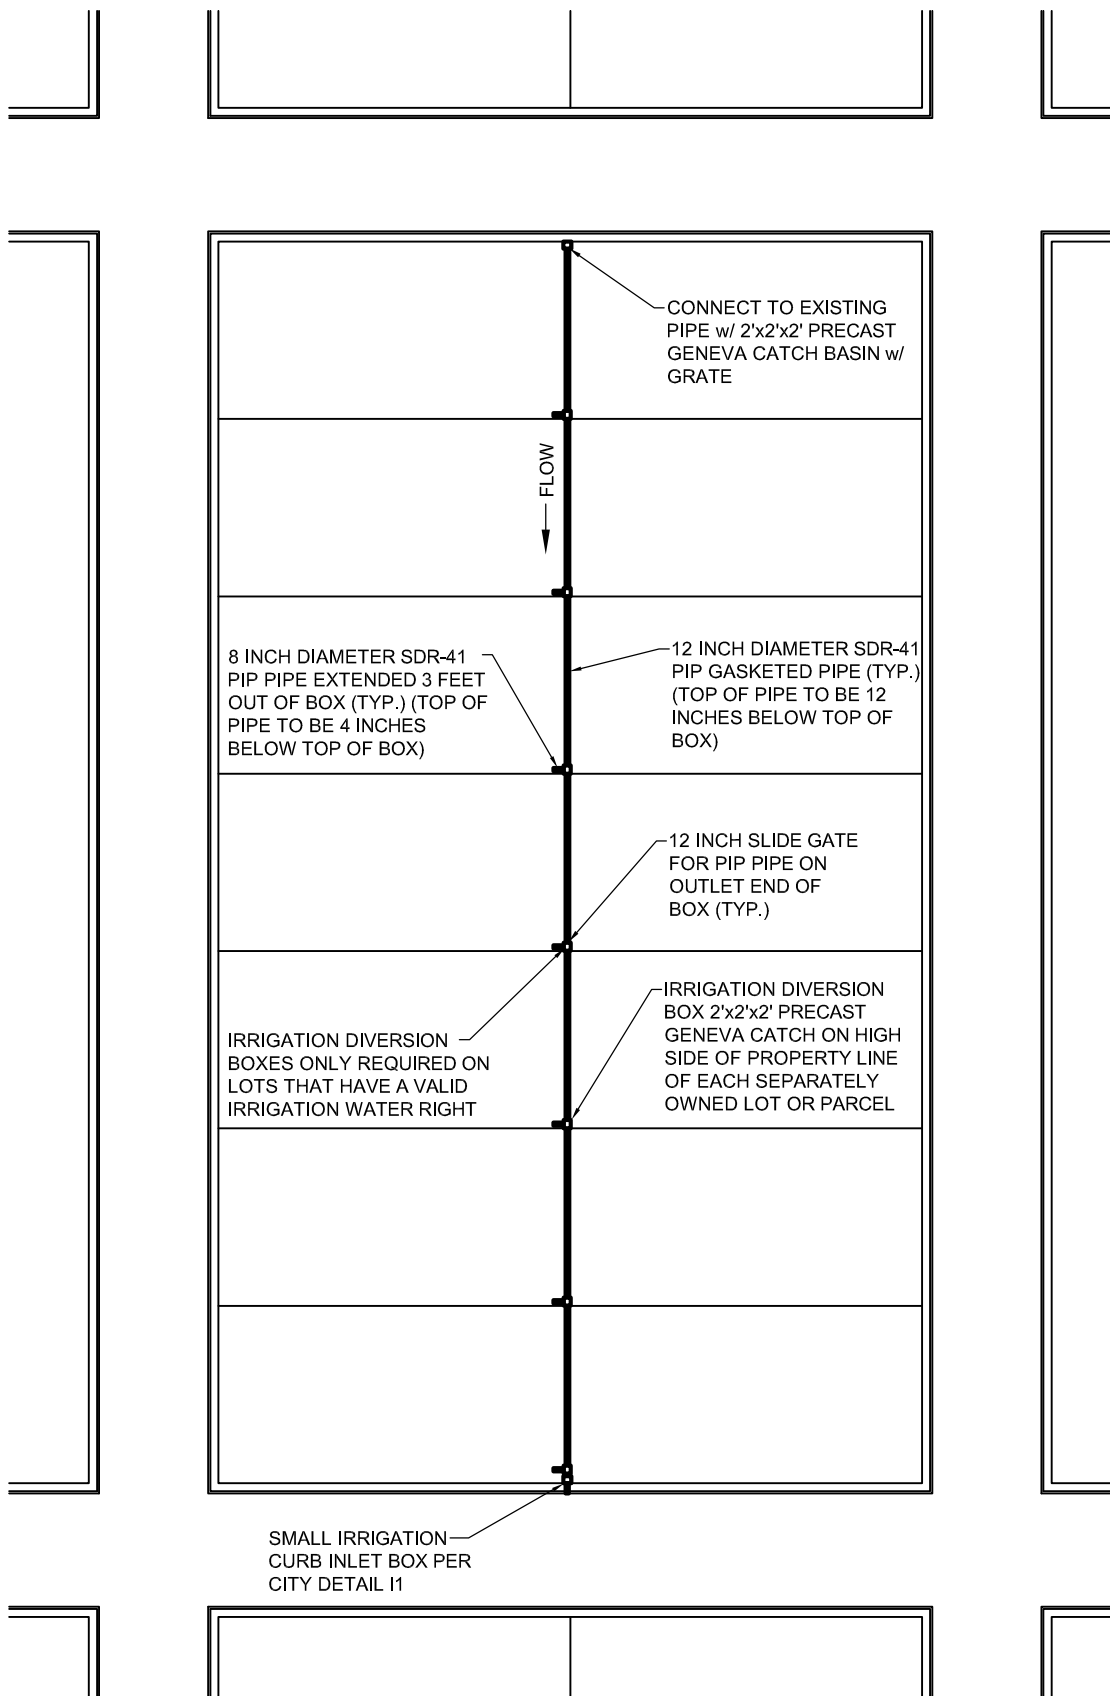 CONNECT TO EXISTING
PIPE w/ 2'x2'x2' PRECAST
GENEVA CATCH BASIN w/
GRATE
FLOW
8 INCH DIAMETER SDR-41
PIP PIPE EXTENDED 3 FEET
OUT OF BOX (TYP.) (TOP OF
PIPE TO BE 4 INCHES
BELOW TOP OF BOX)
12 INCH DIAMETER SDR-41
PIP GASKETED PIPE (TYP.)
(TOP OF PIPE TO BE 12
INCHES BELOW TOP OF
BOX)
12 INCH SLIDE GATE
FOR PIP PIPE ON
OUTLET END OF
BOX (TYP.)
IRRIGATION DIVERSION
BOXES ONLY REQUIRED ON
LOTS THAT HAVE A VALID
IRRIGATION WATER RIGHT
IRRIGATION DIVERSION
BOX 2'x2'x2' PRECAST
GENEVA CATCH ON HIGH
SIDE OF PROPERTY LINE
OF EACH SEPARATELY
OWNED LOT OR PARCEL
SMALL IRRIGATION
CURB INLET BOX PER
CITY DETAIL I1